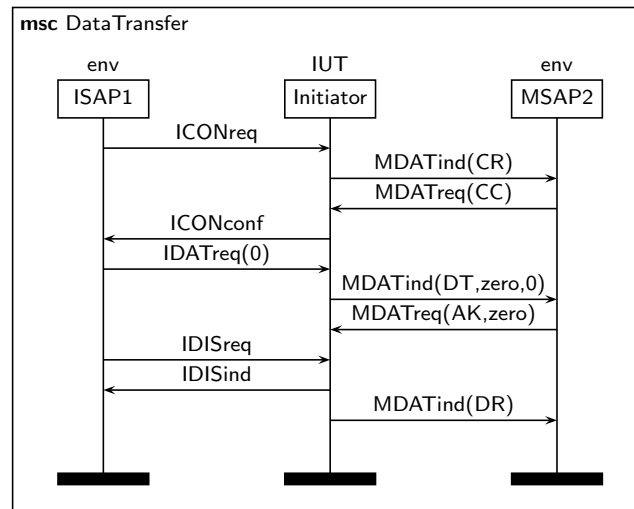 msc DataTransfer
env IUT env
ISAP1 Initiator MSAP2
ICONreq
MDATind(CR)
MDATreq(CC)
ICONconf
IDATreq(0)
MDATind(DT,zero,0)
MDATreq(AK,zero)
IDISreq
IDISind
MDATind(DR)